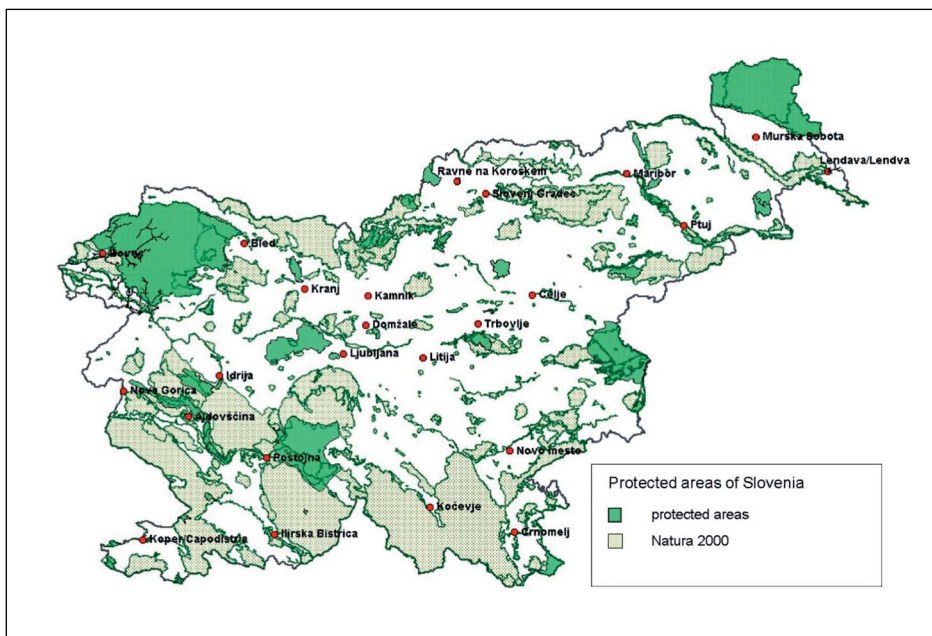 Murska Sobota
Lendava/Lendva
Ravne na Koroškem
Maribor
Slovenj Gradec
Ptuj
Bled
Bovec
Kranj
Kamnik
Celje
Domžale
Trbovlje
Ljubljana
Litija
Idrija
Nova Gorica
Ajdovščina
Postojna
Novo mesto
Kočevje
Črnomelj
Ilirska Bistrica
Koper/Capodistria
Protected areas of Slovenia
protected areas
Natura 2000